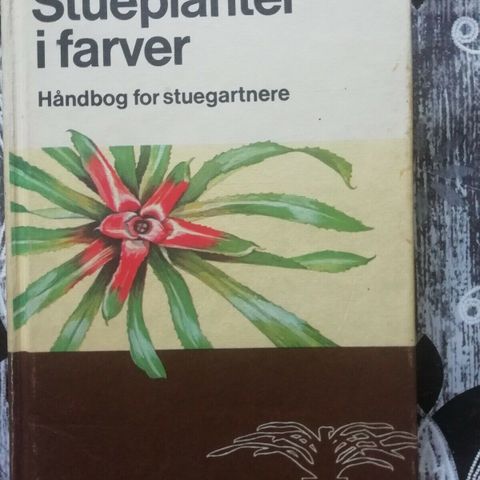 Stueplanter
i farver
Håndbog for stuegartnere